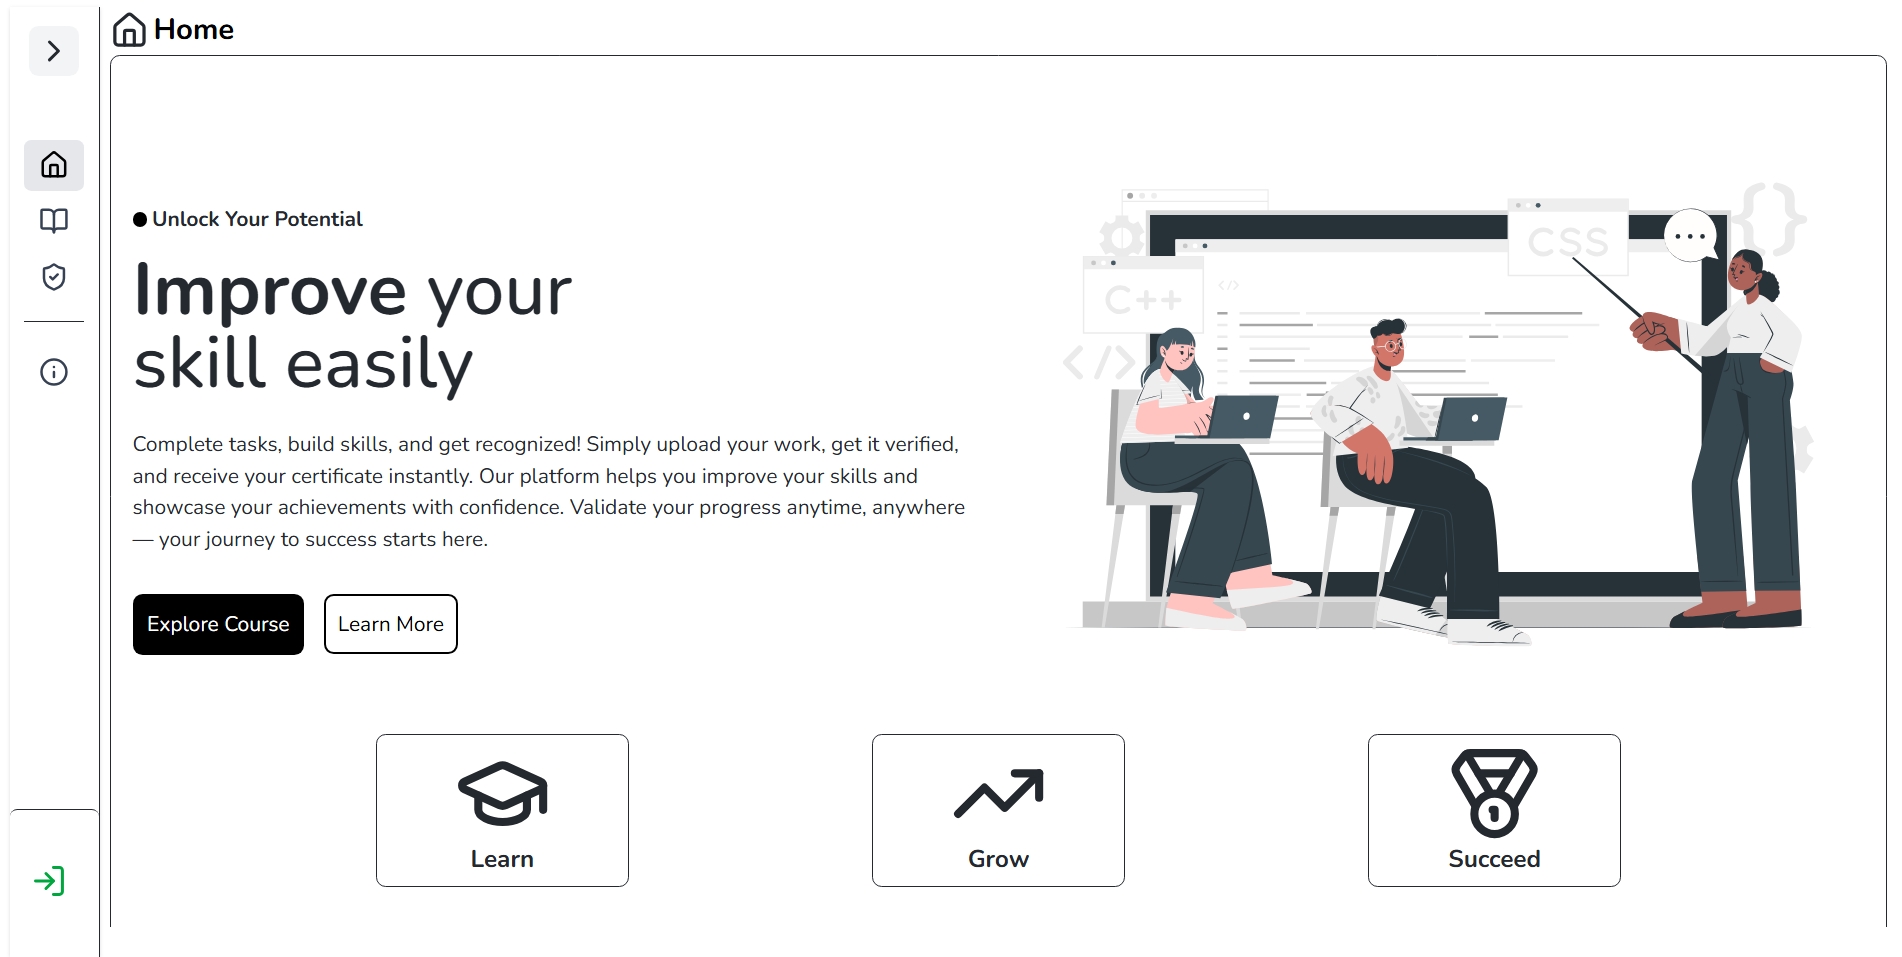 Home
Unlock Your Potential
Improve your
skill easily
Complete tasks, build skills, and get recognized! Simply upload your work, get it verified,
and receive your certificate instantly. Our platform helps you improve your skills and
showcase your achievements with confidence. Validate your progress anytime, anywhere
— your journey to success starts here.
Explore Course
Learn More
CSS
{}
C++
</>
</>
Learn
Grow
1
Succeed